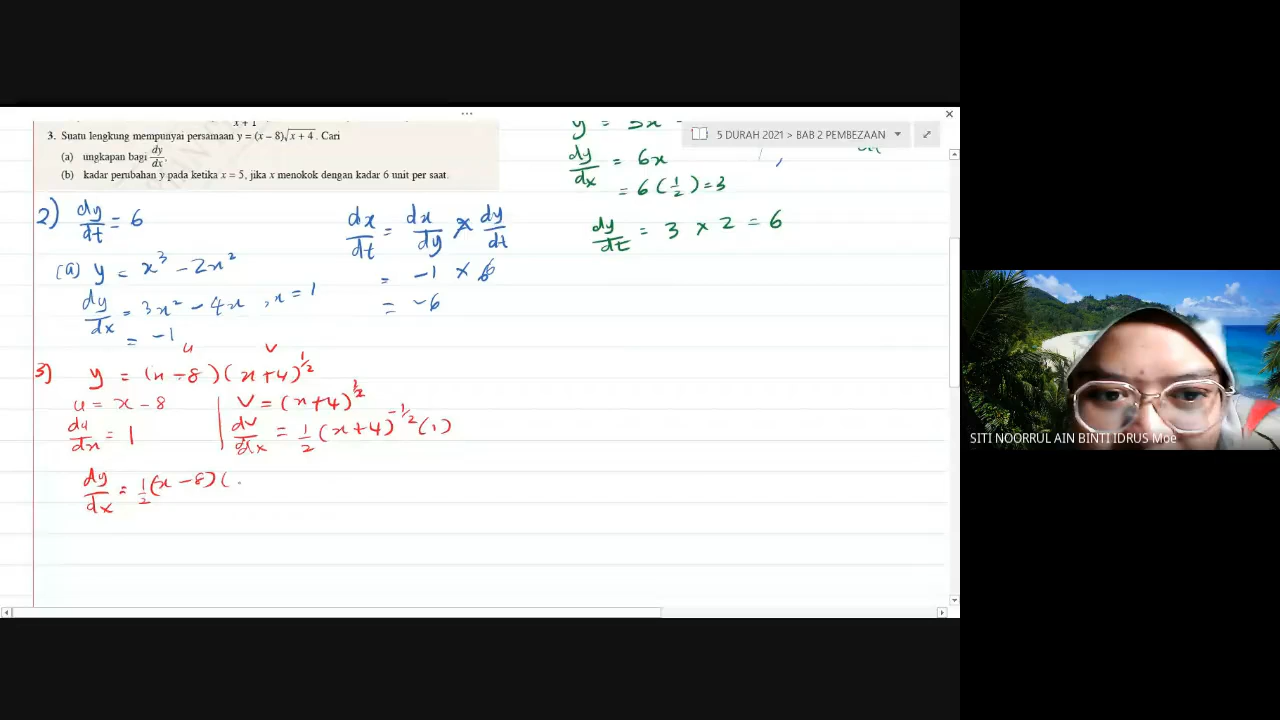 x + 1
3. Suatu lengkung mempunyai persamaan y = (x – 8)√x + 4. Cari
(a) ungkapan bagi dy/dx,
(b) kadar perubahan y pada ketika x = 5, jika x menokok dengan kadar 6 unit per saat.
5 DURAH 2021 > BAB 2 PEMBEZAAN
dy/dx = 6x
= 6(1/2) = 3
dy/dt = 3 × 2 = 6
2) dy/dt = 6
(a) y = x³ – 2x²
dy/dx = 3x² – 4x , x = 1
= –1
dx/dt = dx/dy × dy/dt
= –1 × 6
= –6
u v
3) y = (x – 8)(x + 4)^1/2
u = x – 8
du/dx = 1
v = (x + 4)^1/2
dv/dx = 1/2 (x + 4)^–1/2 (1)
dy/dx = 1/2 (x – 8)(
SITI NOORRUL AIN BINTI IDRUS Moe